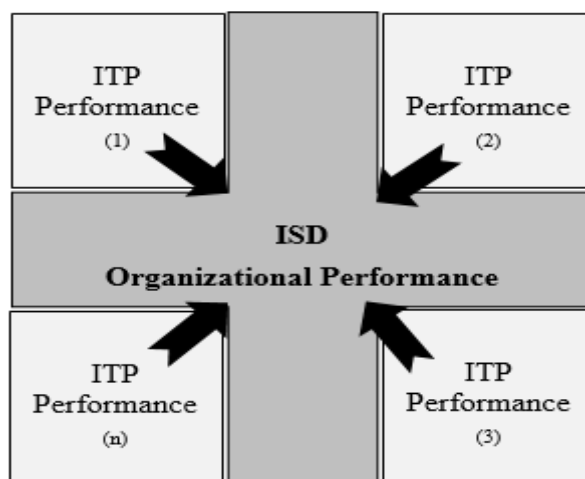 ITP
Performance
(1)
ITP
Performance
(2)
ISD
Organizational Performance
ITP
Performance
(n)
ITP
Performance
(3)